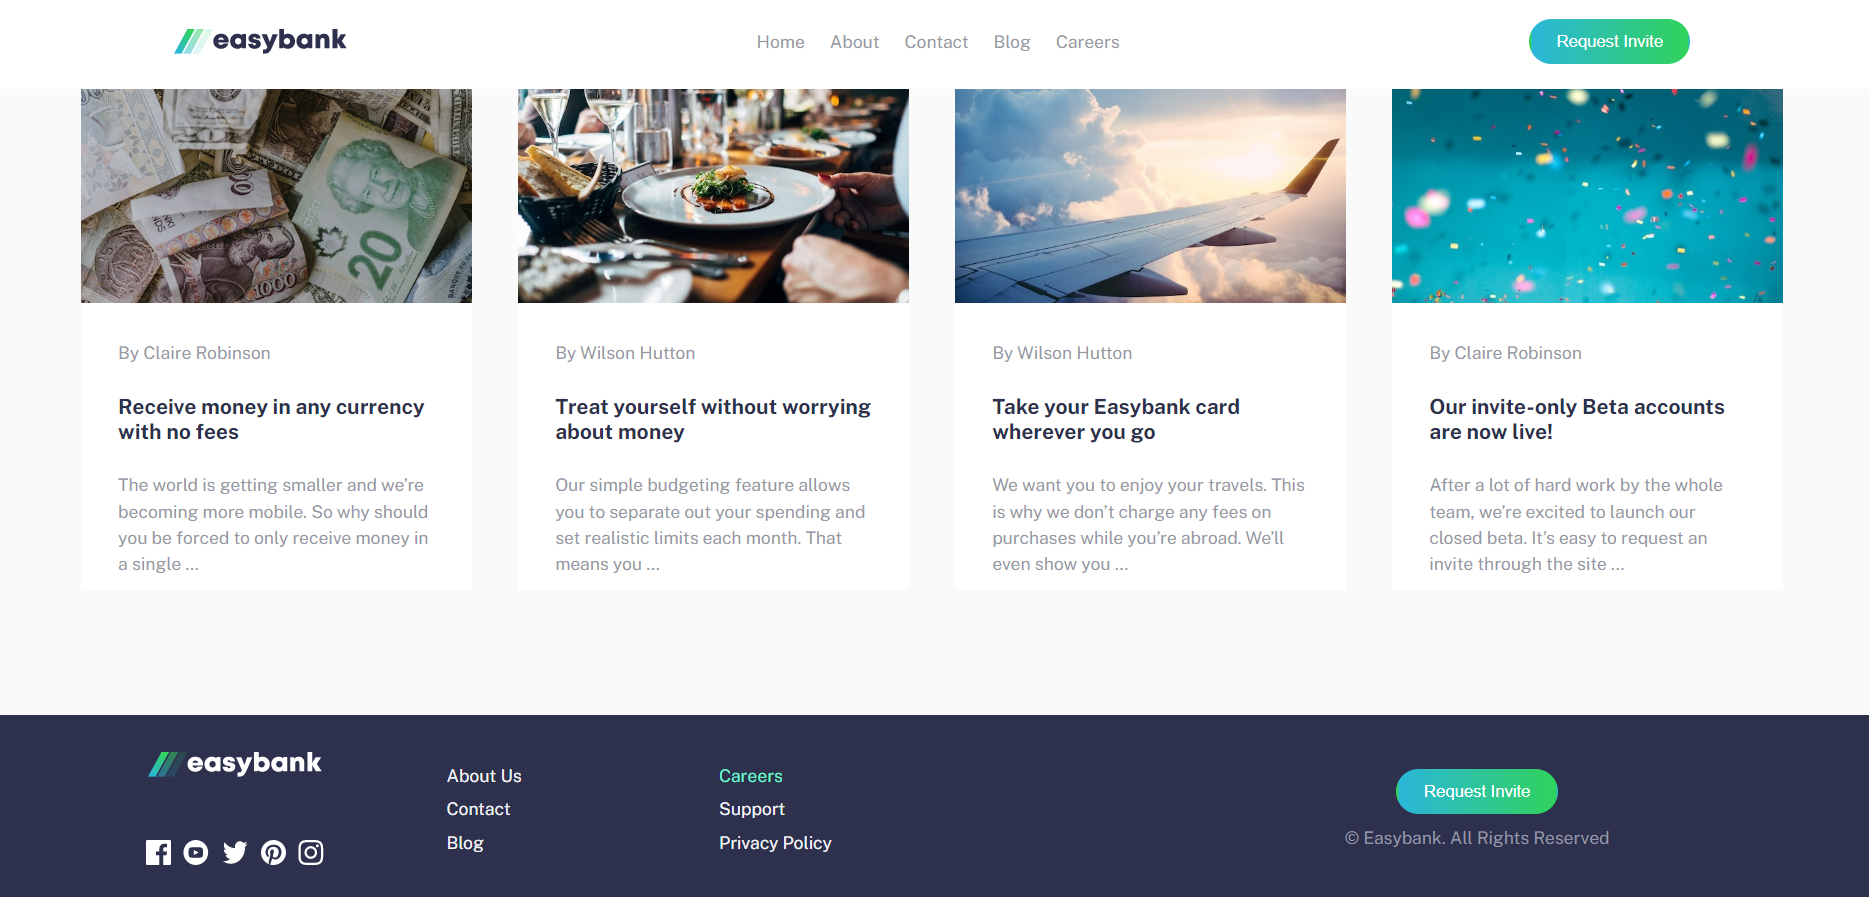 easybank
Home About Contact Blog Careers
Request Invite
20
1000
By Claire Robinson
Receive money in any currency
with no fees
The world is getting smaller and we’re
becoming more mobile. So why should
you be forced to only receive money in
a single ...
By Wilson Hutton
Treat yourself without worrying
about money
Our simple budgeting feature allows
you to separate out your spending and
set realistic limits each month. That
means you ...
By Wilson Hutton
Take your Easybank card
wherever you go
We want you to enjoy your travels. This
is why we don’t charge any fees on
purchases while you’re abroad. We’ll
even show you ...
By Claire Robinson
Our invite-only Beta accounts
are now live!
After a lot of hard work by the whole
team, we’re excited to launch our
closed beta. It’s easy to request an
invite through the site ...
easybank
About Us
Contact
Blog
Careers
Support
Privacy Policy
Request Invite
© Easybank. All Rights Reserved